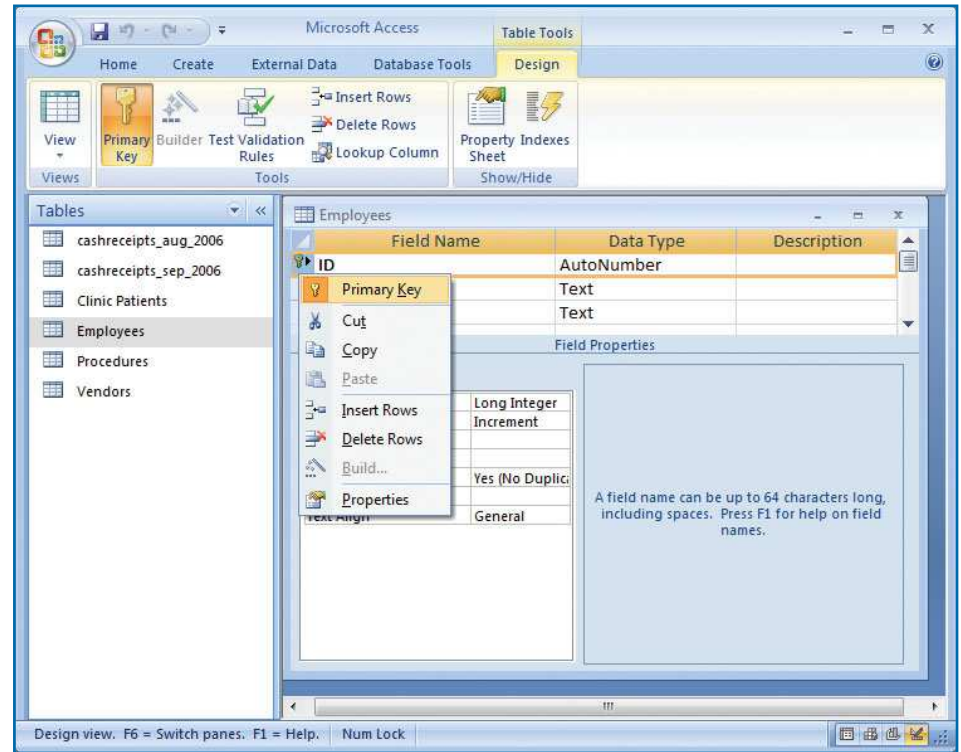 Microsoft Access
Table Tools
Home Create External Data Database Tools Design
View
Primary Key
Builder
Test Validation Rules
Insert Rows
Delete Rows
Lookup Column
Property Sheet
Indexes
Views Tools Show/Hide
Tables
cashreceipts_aug_2006
cashreceipts_sep_2006
Clinic Patients
Employees
Procedures
Vendors
Employees
Field Name Data Type Description
ID AutoNumber
Text
Text
Primary Key
Cut
Copy
Paste
Insert Rows
Delete Rows
Build...
Properties
Field Properties
Long Integer
Increment
Yes (No Duplic
Text Align General
A field name can be up to 64 characters long,
including spaces. Press F1 for help on field
names.
Design view. F6 = Switch panes. F1 = Help. Num Lock